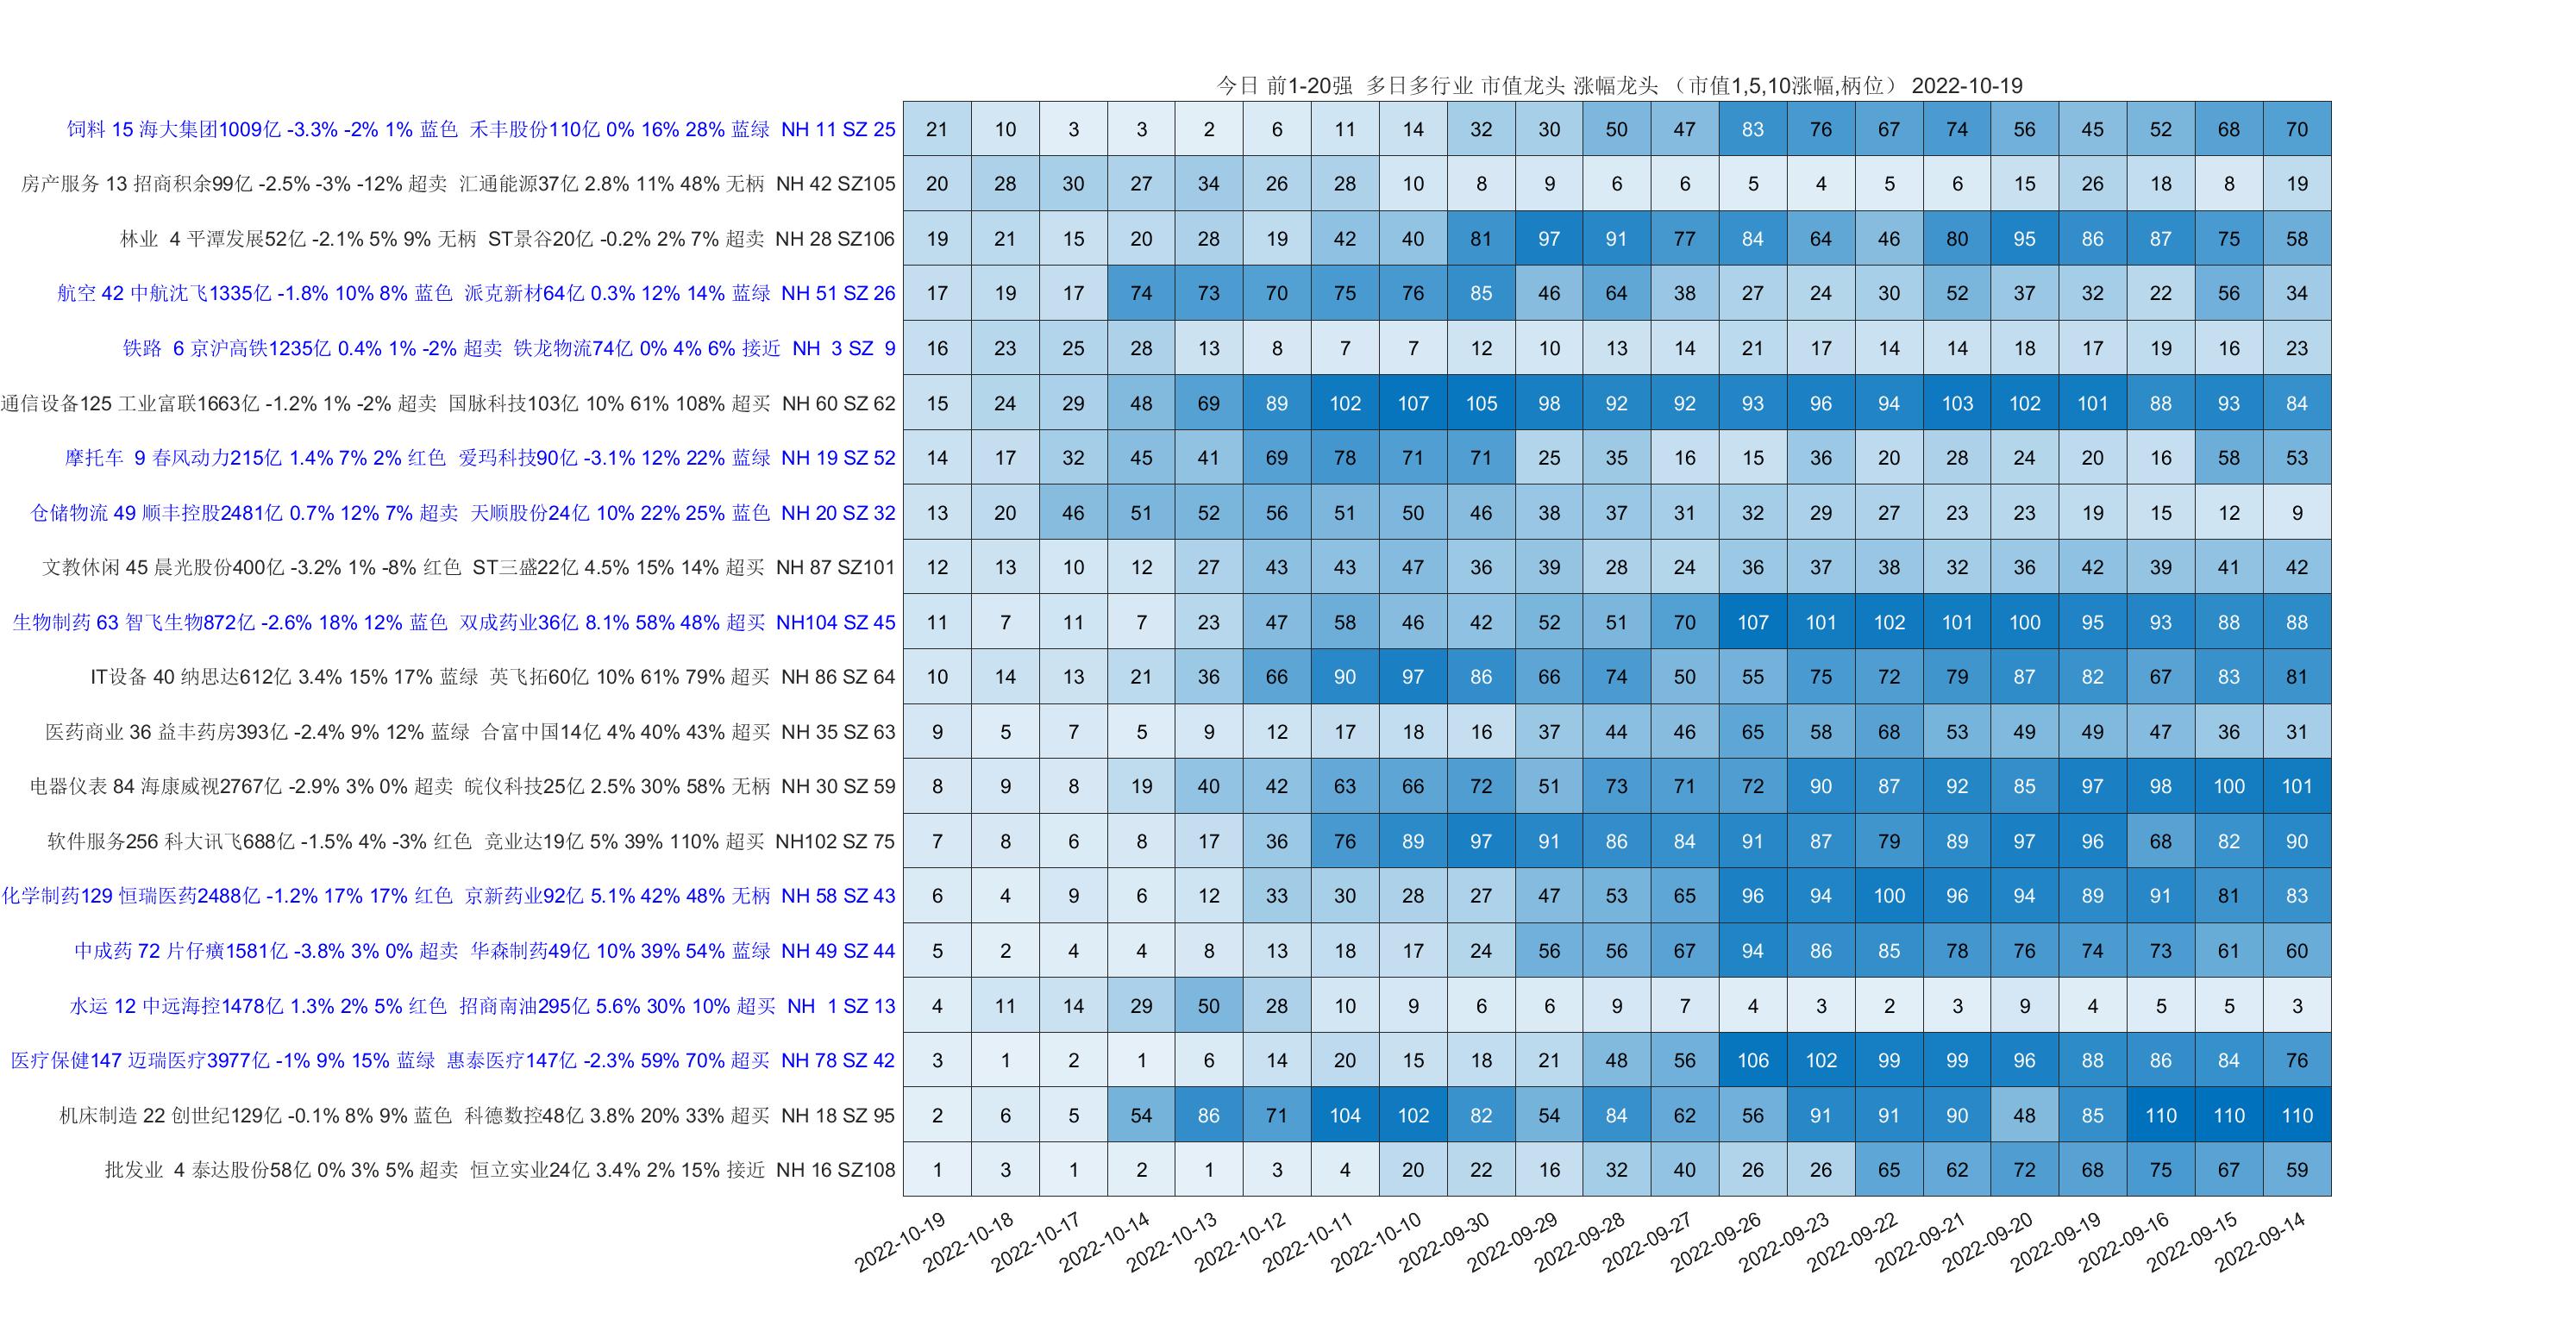 今日 前1-20强 多日多行业 市值龙头 涨幅龙头 （市值1,5,10涨幅,柄位） 2022-10-19
饲料 15 海大集团1009亿 -3.3% -2% 1% 蓝色 禾丰股份110亿 0% 16% 28% 蓝绿 NH 11 SZ 25 21 10 3 3 2 6 11 14 32 30 50 47 83 76 67 74 56 45 52 68 70
房产服务 13 招商积余99亿 -2.5% -3% -12% 超卖 汇通能源37亿 2.8% 11% 48% 无柄 NH 42 SZ105 20 28 30 27 34 26 28 10 8 9 6 6 5 4 5 6 15 26 18 8 19
林业 4 平潭发展52亿 -2.1% 5% 9% 无柄 ST景谷20亿 -0.2% 2% 7% 超卖 NH 28 SZ106 19 21 15 20 28 19 42 40 81 97 91 77 84 64 46 80 95 86 87 75 58
航空 42 中航沈飞1335亿 -1.8% 10% 8% 蓝色 派克新材64亿 0.3% 12% 14% 蓝绿 NH 51 SZ 26 17 19 17 74 73 70 75 76 85 46 64 38 27 24 30 52 37 32 22 56 34
铁路 6 京沪高铁1235亿 0.4% 1% -2% 超卖 铁龙物流74亿 0% 4% 6% 接近 NH 3 SZ 9 16 23 25 28 13 8 7 7 12 10 13 14 21 17 14 14 18 17 19 16 23
通信设备125 工业富联1663亿 -1.2% 1% -2% 超卖 国脉科技103亿 10% 61% 108% 超买 NH 60 SZ 62 15 24 29 48 69 89 102 107 105 98 92 92 93 96 94 103 102 101 88 93 84
摩托车 9 春风动力215亿 1.4% 7% 2% 红色 爱玛科技90亿 -3.1% 12% 22% 蓝绿 NH 19 SZ 52 14 17 32 45 41 69 78 71 71 25 35 16 15 36 20 28 24 20 16 58 53
仓储物流 49 顺丰控股2481亿 0.7% 12% 7% 超卖 天顺股份24亿 10% 22% 25% 蓝色 NH 20 SZ 32 13 20 46 51 52 56 51 50 46 38 37 31 32 29 27 23 23 19 15 12 9
文教休闲 45 晨光股份400亿 -3.2% 1% -8% 红色 ST三盛22亿 4.5% 15% 14% 超买 NH 87 SZ101 12 13 10 12 27 43 43 47 36 39 28 24 36 37 38 32 36 42 39 41 42
生物制药 63 智飞生物872亿 -2.6% 18% 12% 蓝色 双成药业36亿 8.1% 58% 48% 超买 NH104 SZ 45 11 7 11 7 23 47 58 46 42 52 51 70 107 101 102 101 100 95 93 88 88
IT设备 40 纳思达612亿 3.4% 15% 17% 蓝绿 英飞拓60亿 10% 61% 79% 超买 NH 86 SZ 64 10 14 13 21 36 66 90 97 86 66 74 50 55 75 72 79 87 82 67 83 81
医药商业 36 益丰药房393亿 -2.4% 9% 12% 蓝绿 合富中国14亿 4% 40% 43% 超买 NH 35 SZ 63 9 5 7 5 9 12 17 18 16 37 44 46 65 58 68 53 49 49 47 36 31
电器仪表 84 海康威视2767亿 -2.9% 3% 0% 超卖 皖仪科技25亿 2.5% 30% 58% 无柄 NH 30 SZ 59 8 9 8 19 40 42 63 66 72 51 73 71 72 90 87 92 85 97 98 100 101
软件服务256 科大讯飞688亿 -1.5% 4% -3% 红色 竞业达19亿 5% 39% 110% 超买 NH102 SZ 75 7 8 6 8 17 36 76 89 97 91 86 84 91 87 79 89 97 96 68 82 90
化学制药129 恒瑞医药2488亿 -1.2% 17% 17% 红色 京新药业92亿 5.1% 42% 48% 无柄 NH 58 SZ 43 6 4 9 6 12 33 30 28 27 47 53 65 96 94 100 96 94 89 91 81 83
中成药 72 片仔癀1581亿 -3.8% 3% 0% 超卖 华森制药49亿 10% 39% 54% 蓝绿 NH 49 SZ 44 5 2 4 4 8 13 18 17 24 56 56 67 94 86 85 78 76 74 73 61 60
水运 12 中远海控1478亿 1.3% 2% 5% 红色 招商南油295亿 5.6% 30% 10% 超买 NH 1 SZ 13 4 11 14 29 50 28 10 9 6 6 9 7 4 3 2 3 9 4 5 5 3
医疗保健147 迈瑞医疗3977亿 -1% 9% 15% 蓝绿 惠泰医疗147亿 -2.3% 59% 70% 超买 NH 78 SZ 42 3 1 2 1 6 14 20 15 18 21 48 56 106 102 99 99 96 88 86 84 76
机床制造 22 创世纪129亿 -0.1% 8% 9% 蓝色 科德数控48亿 3.8% 20% 33% 超买 NH 18 SZ 95 2 6 5 54 86 71 104 102 82 54 84 62 56 91 91 90 48 85 110 110 110
批发业 4 泰达股份58亿 0% 3% 5% 超卖 恒立实业24亿 3.4% 2% 15% 接近 NH 16 SZ108 1 3 1 2 1 3 4 20 22 16 32 40 26 26 65 62 72 68 75 67 59
2022-10-19 2022-10-18 2022-10-17 2022-10-14 2022-10-13 2022-10-12 2022-10-11 2022-10-10 2022-09-30 2022-09-29 2022-09-28 2022-09-27 2022-09-26 2022-09-23 2022-09-22 2022-09-21 2022-09-20 2022-09-19 2022-09-16 2022-09-15 2022-09-14